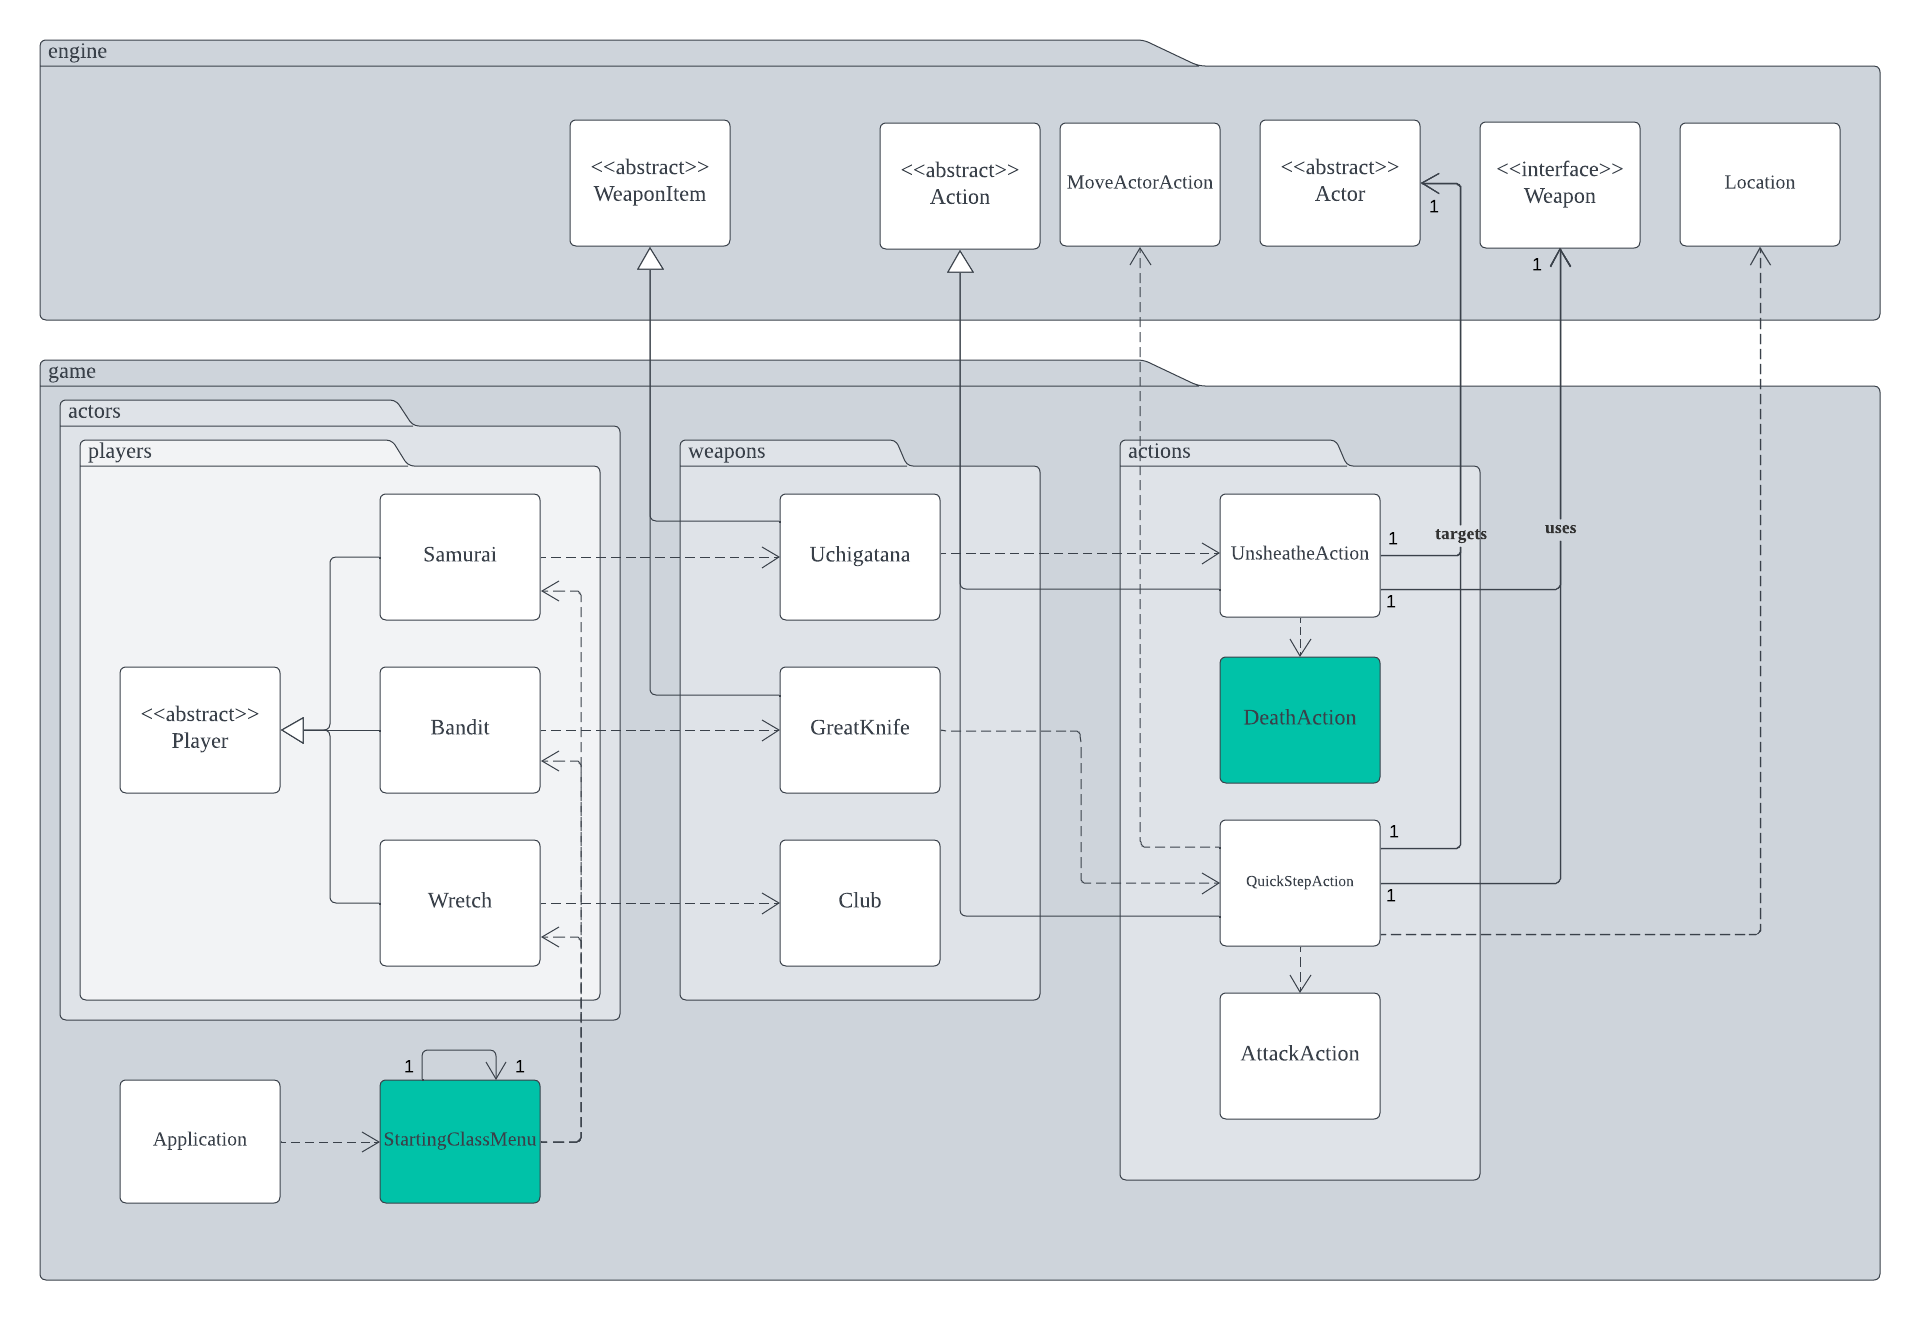 engine
<<abstract>>
WeaponItem
<<abstract>>
Action
MoveActorAction
<<abstract>>
Actor
1
<<interface>>
Weapon
1
Location
game
actors
players
Samurai
<<abstract>>
Player
Bandit
Wretch
weapons
Uchigatana
GreatKnife
Club
actions
UnsheatheAction
1
1
targets
uses
DeathAction
QuickStepAction
1
1
AttackAction
Application
1
1
StartingClassMenu